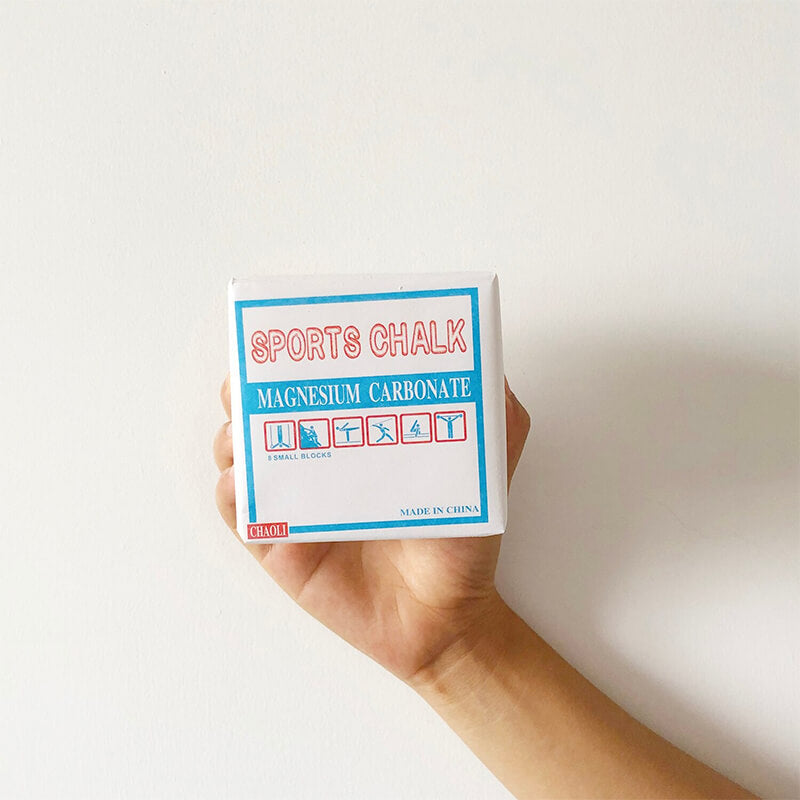 SPORTS CHALK
MAGNESIUM CARBONATE
8 SMALL BLOCKS
MADE IN CHINA
CHAOLI